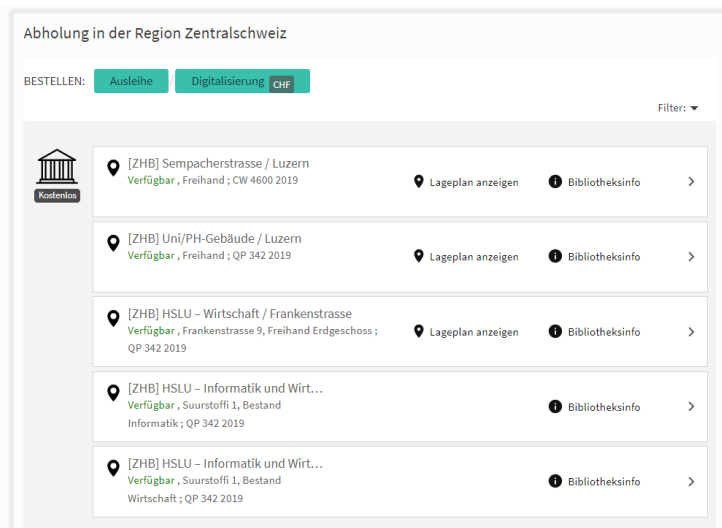 Abholung in der Region Zentralschweiz
BESTELLEN: Ausleihe / Digitalisierung CHF
Filter:
Kostenlos
[ZHB] Sempacherstrasse / Luzern
Verfügbar , Freihand ; CW 4600 2019
Lageplan anzeigen
Bibliotheksinfo
[ZHB] Uni/PH-Gebäude / Luzern
Verfügbar , Freihand ; QP 342 2019
Lageplan anzeigen
Bibliotheksinfo
[ZHB] HSLU – Wirtschaft / Frankenstrasse
Verfügbar , Frankenstrasse 9, Freihand Erdgeschoss ;
QP 342 2019
Lageplan anzeigen
Bibliotheksinfo
[ZHB] HSLU – Informatik und Wirt…
Verfügbar , Suurstoffi 1, Bestand
Informatik ; QP 342 2019
Bibliotheksinfo
[ZHB] HSLU – Informatik und Wirt…
Verfügbar , Suurstoffi 1, Bestand
Wirtschaft ; QP 342 2019
Bibliotheksinfo